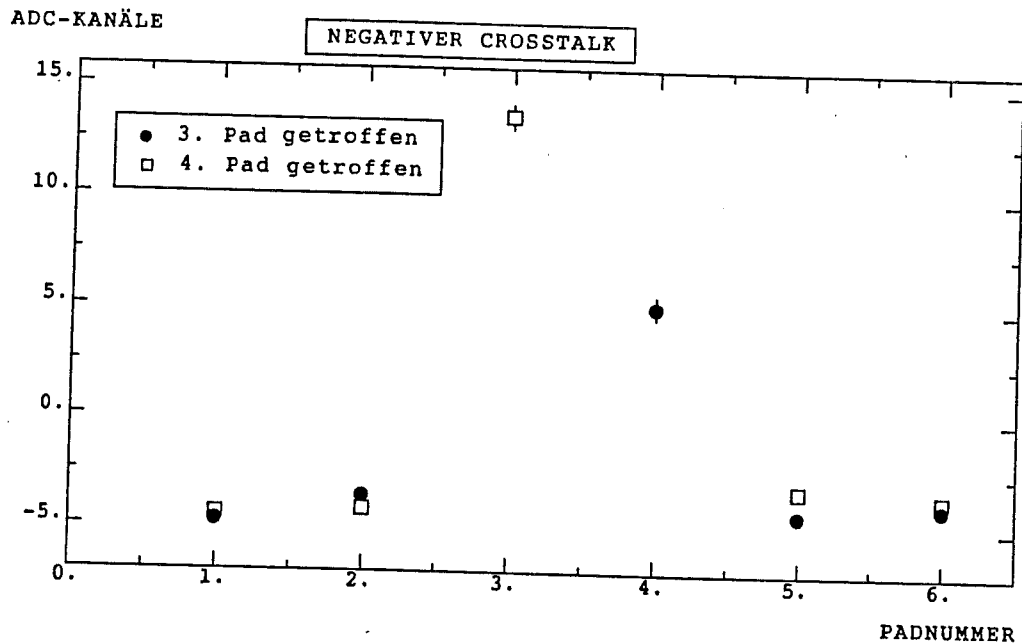 ADC-KANÄLE
NEGATIVER CROSSTALK
15.
● 3. Pad getroffen
□ 4. Pad getroffen
10.
5.
0.
-5.
0. 1. 2. 3. 4. 5. 6.
PADNUMMER